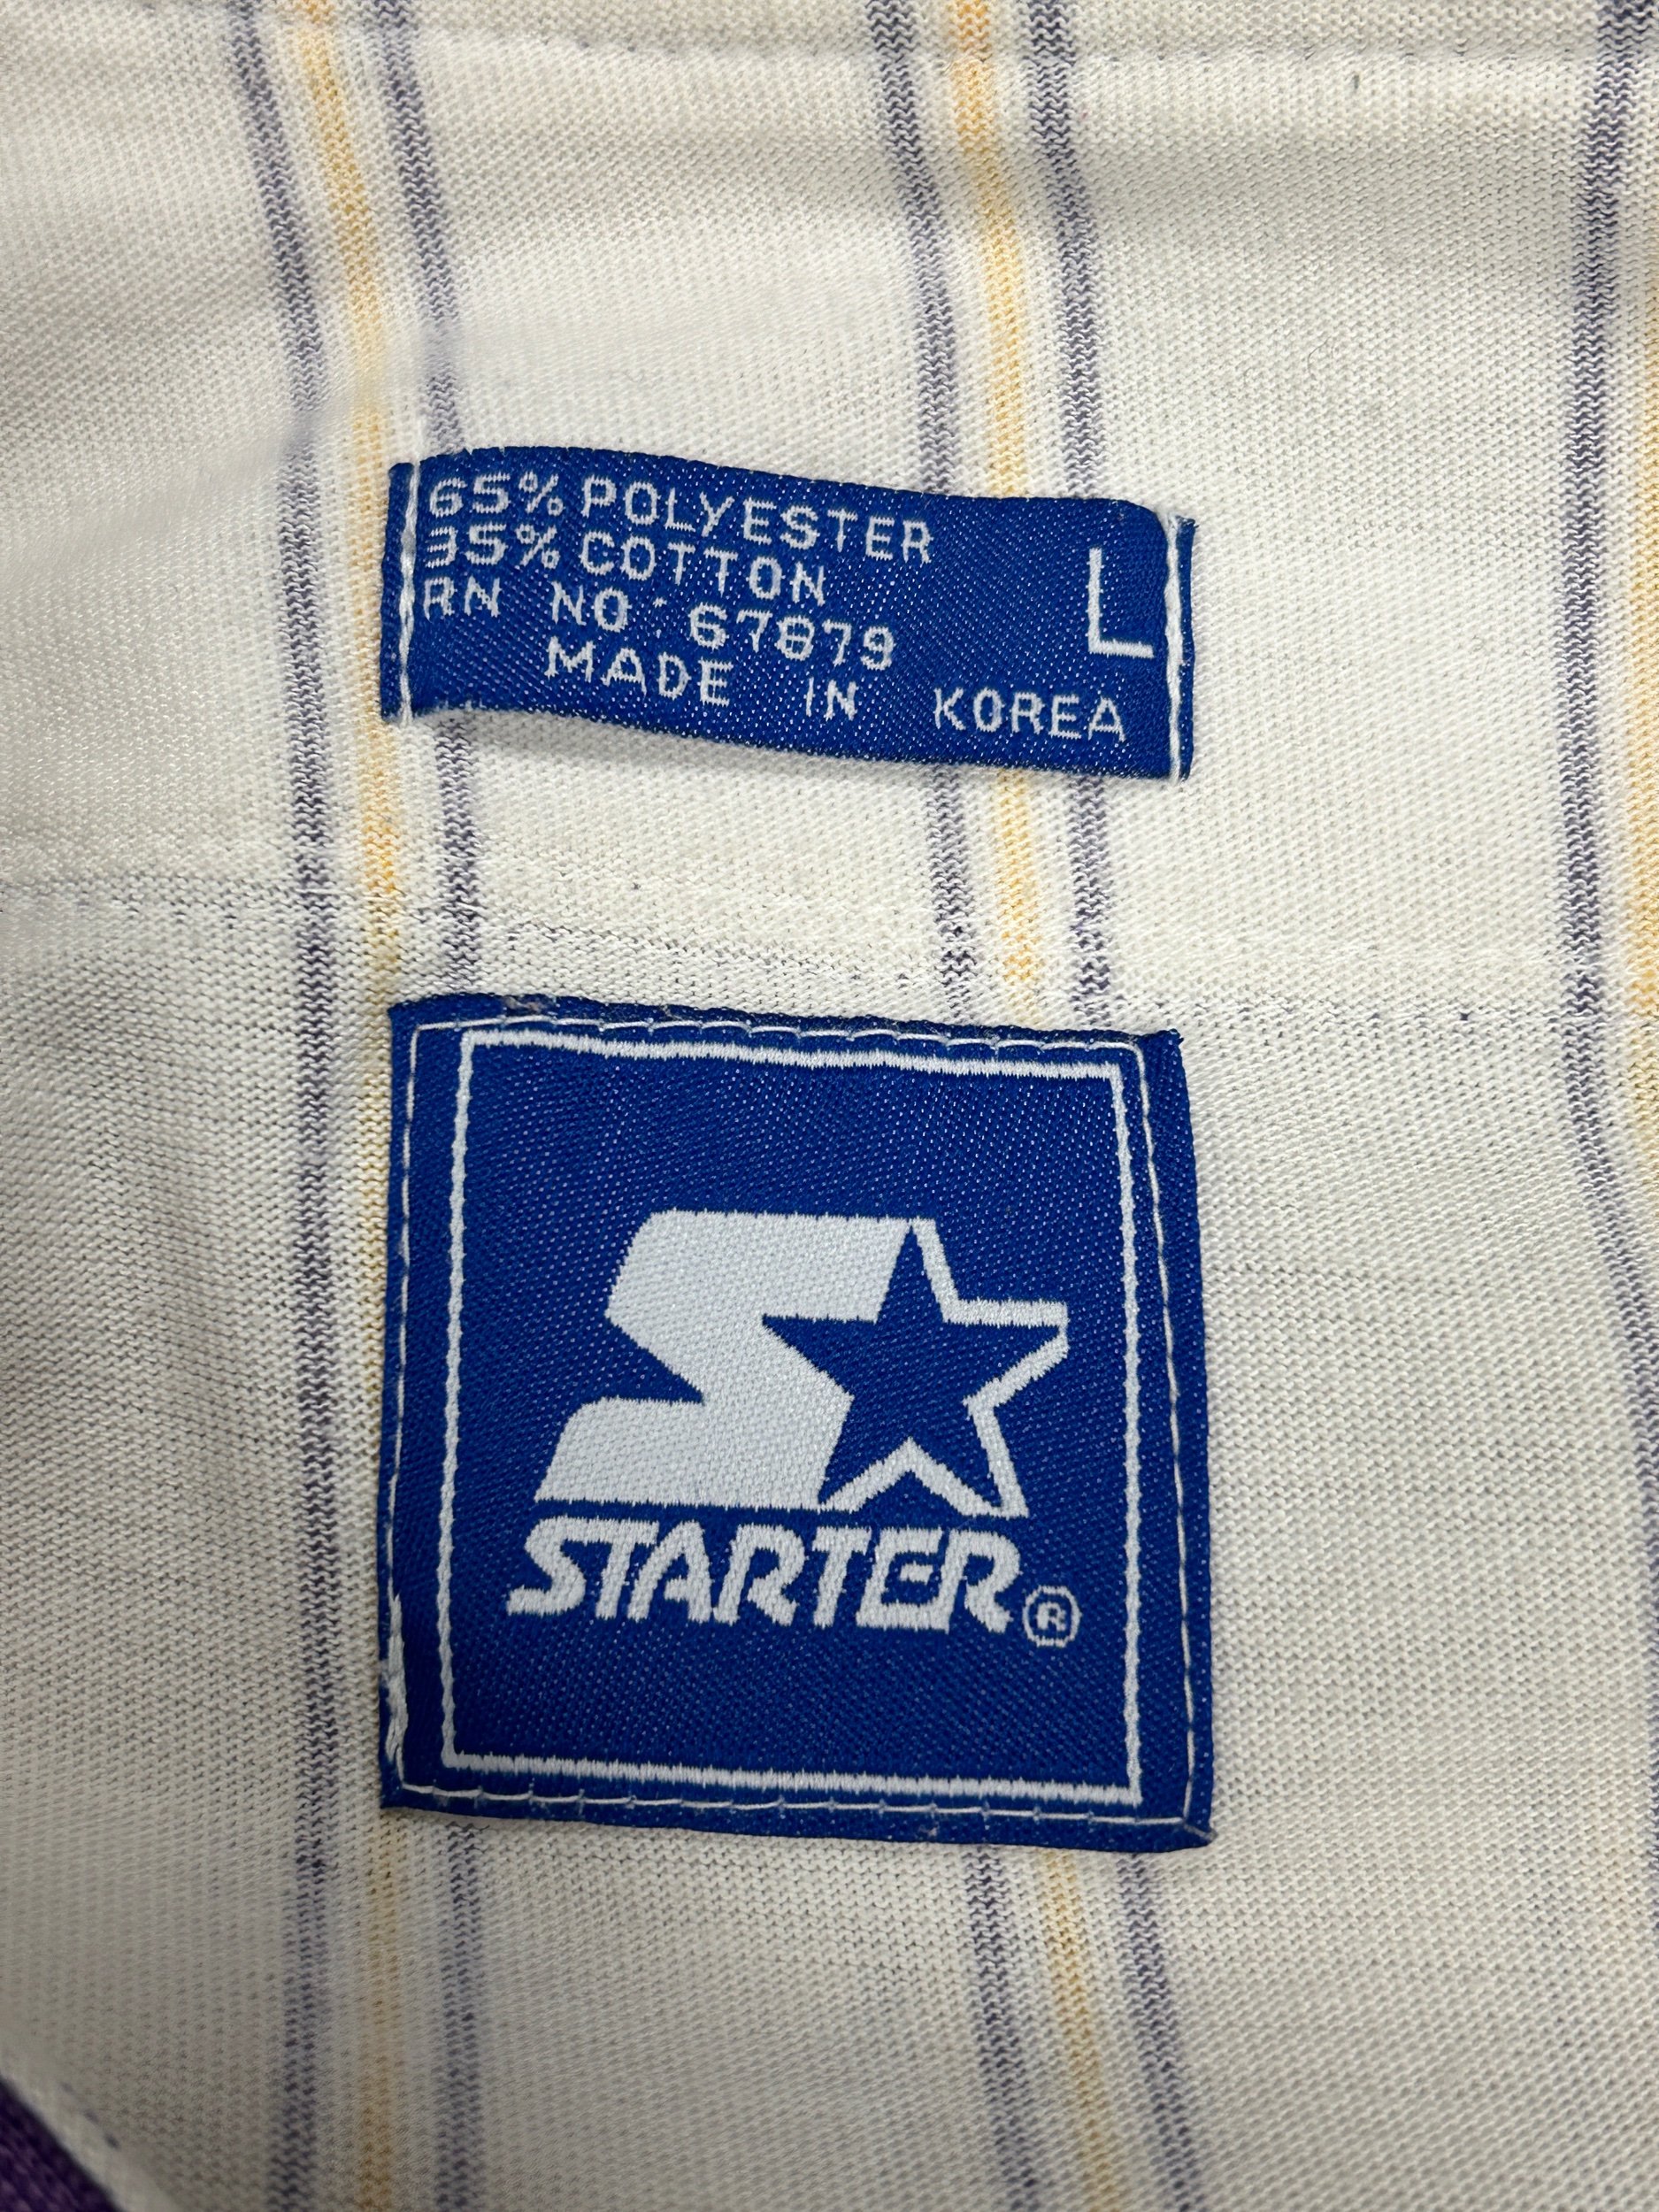 65% POLYESTER
35% COTTON
RN NO: 67879
MADE IN KOREA
L
STARTER®